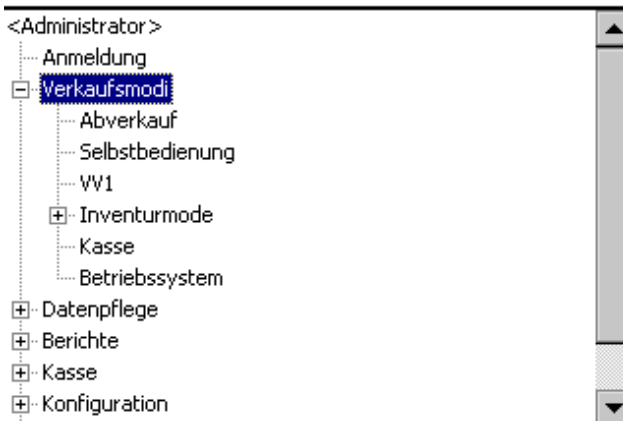 <Administrator>
Anmeldung
Verkaufsmodi
Abverkauf
Selbstbedienung
VV1
Inventurmode
Kasse
Betriebssystem
Datenpflege
Berichte
Kasse
Konfiguration